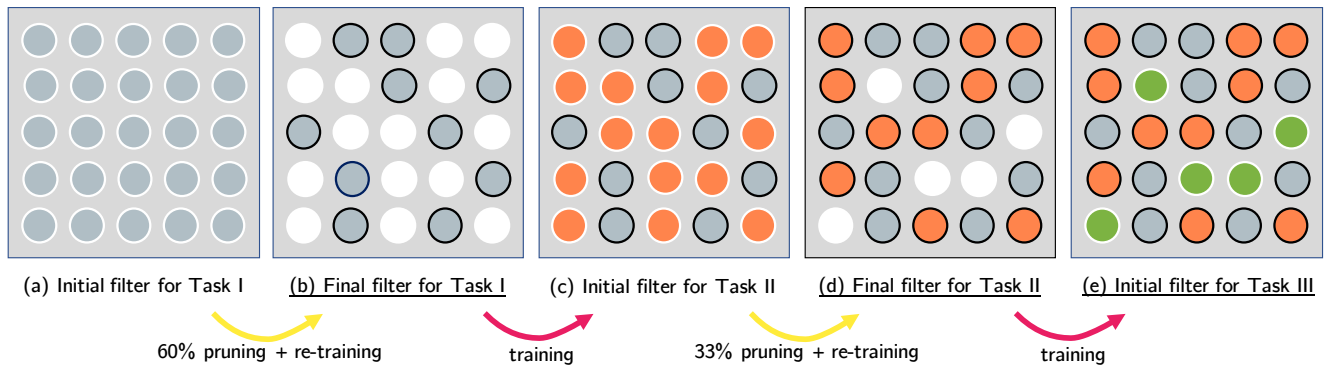 (a) Initial filter for Task I
(b) Final filter for Task I
(c) Initial filter for Task II
(d) Final filter for Task II
(e) Initial filter for Task III
60% pruning + re-training
training
33% pruning + re-training
training